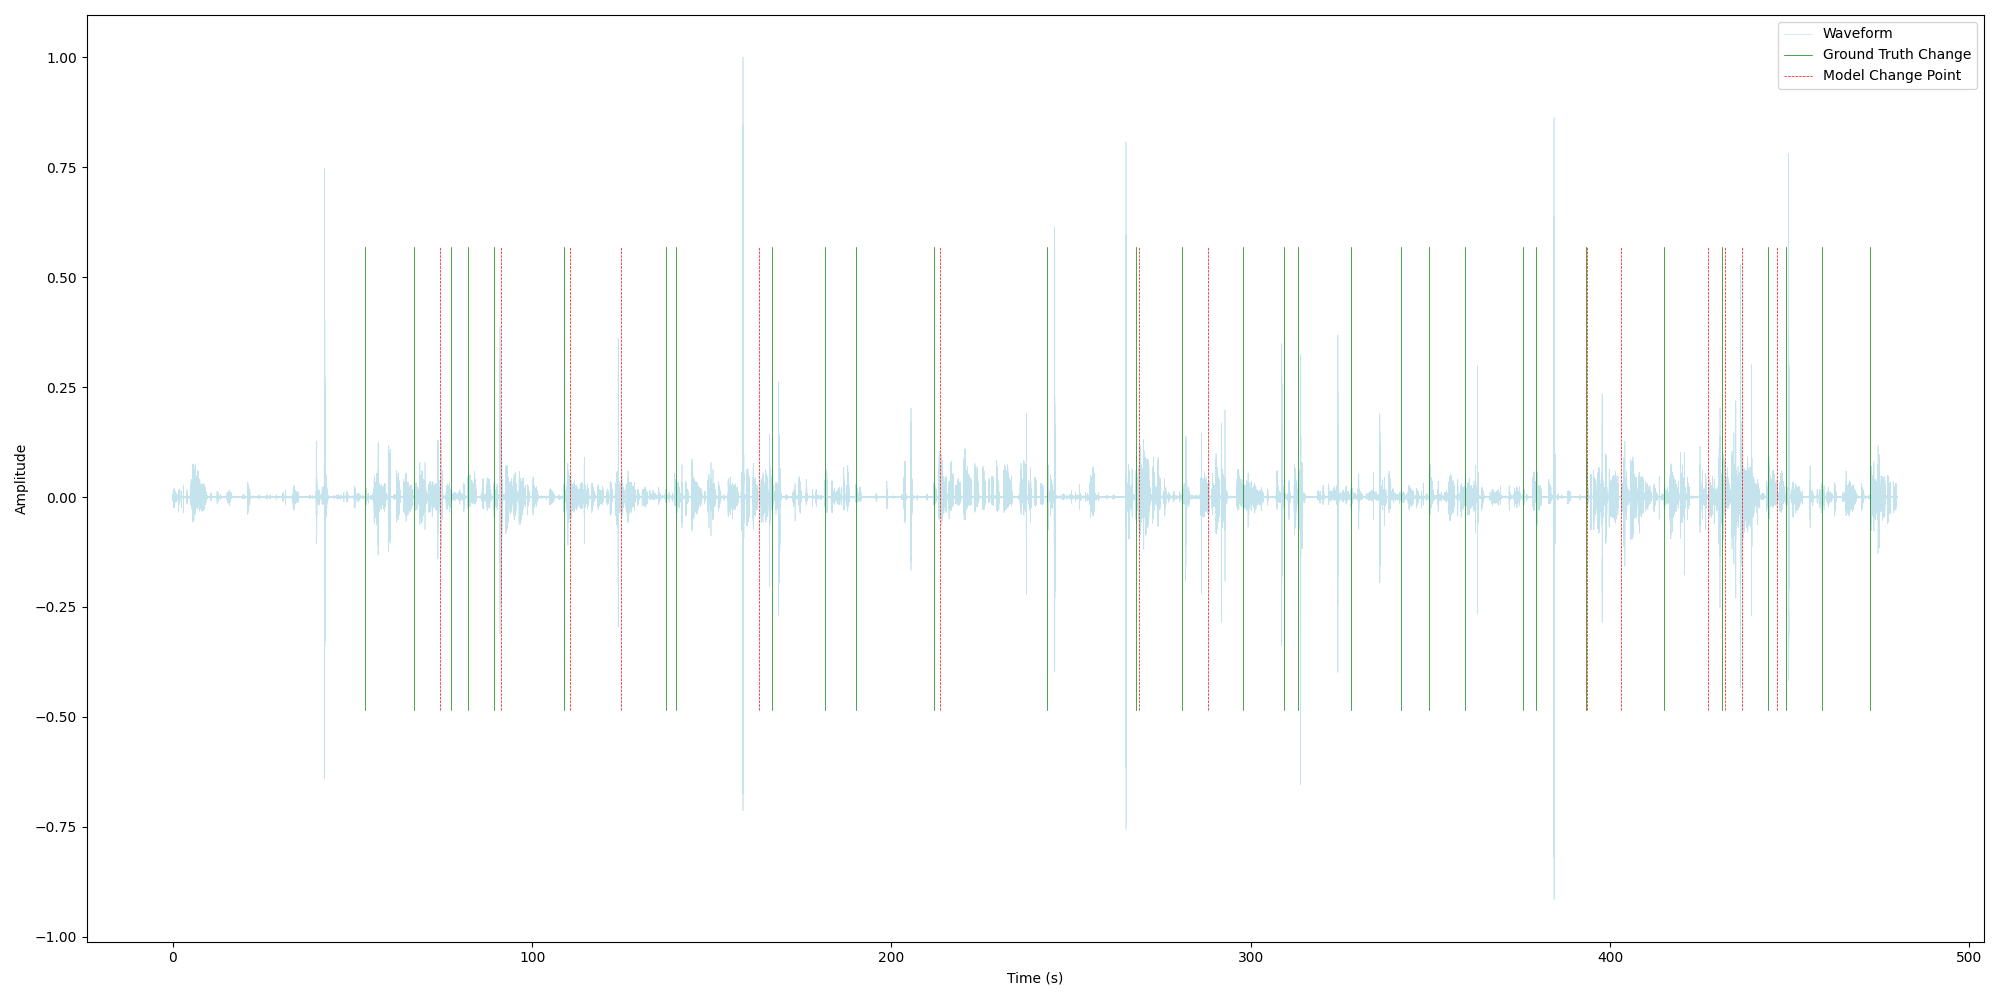 Waveform
Ground Truth Change
Model Change Point
1.00
0.75
0.50
0.25
0.00
−0.25
−0.50
−0.75
−1.00
Amplitude
0 100 200 300 400 500
Time (s)